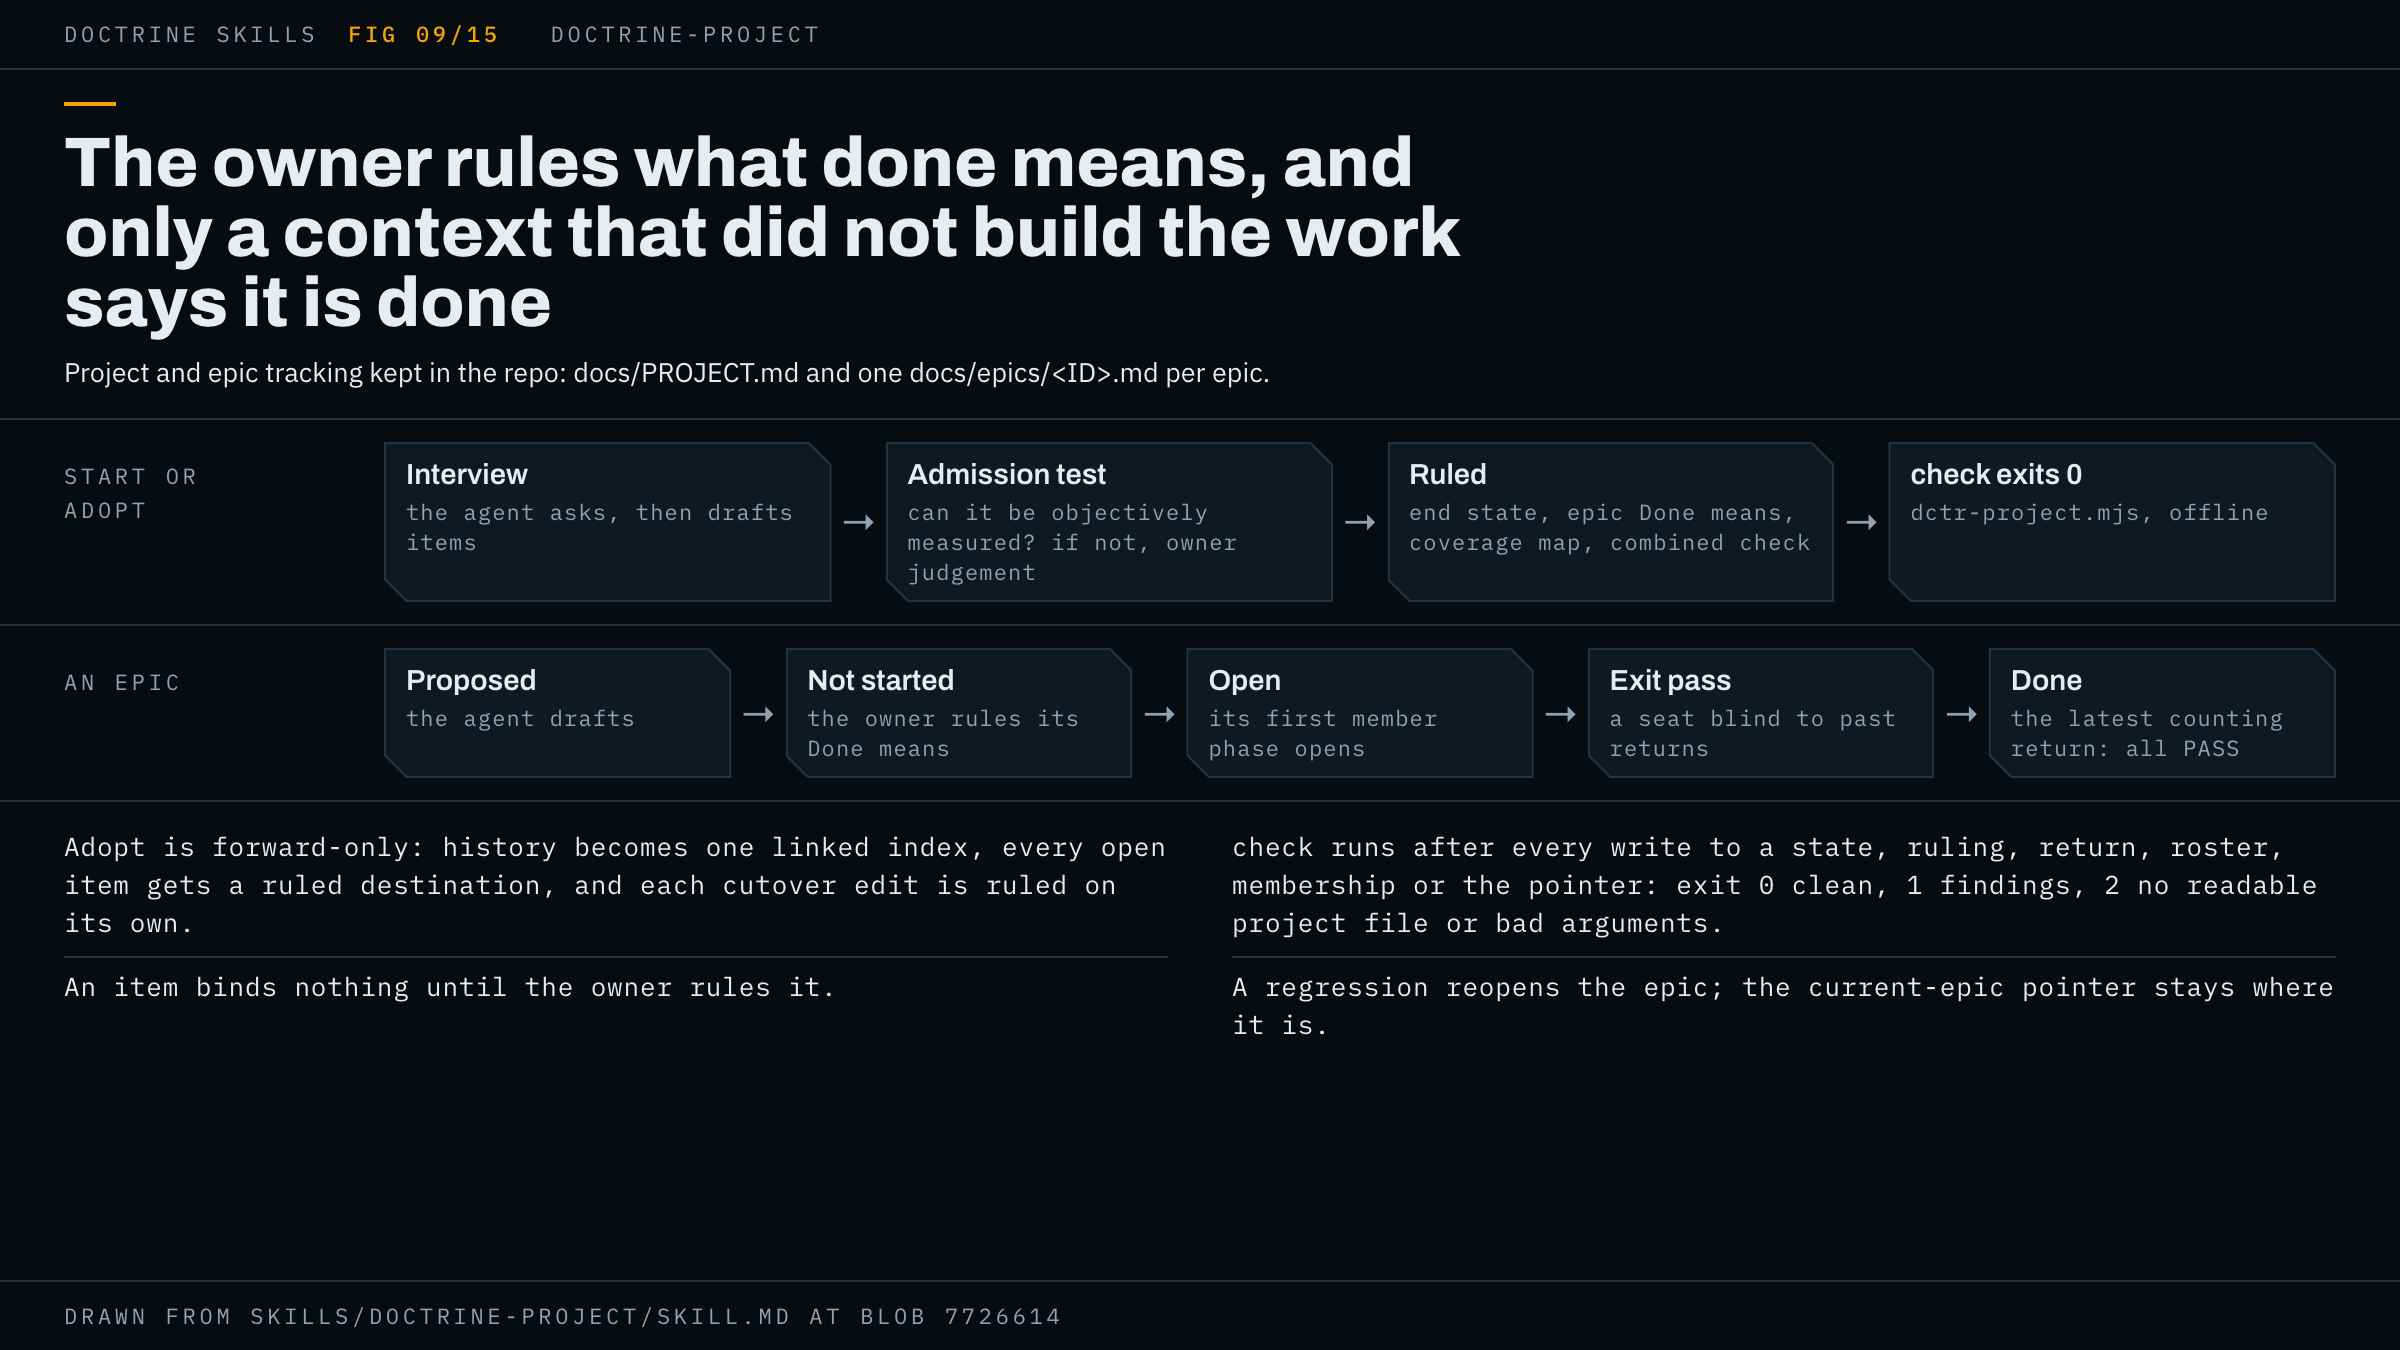 DOCTRINE SKILLS FIG 09/15 DOCTRINE-PROJECT
The owner rules what done means, and
only a context that did not build the work
says it is done
Project and epic tracking kept in the repo: docs/PROJECT.md and one docs/epics/<ID>.md per epic.
START OR
ADOPT
Interview
the agent asks, then drafts
items
→
Admission test
can it be objectively
measured? if not, owner
judgement
→
Ruled
end state, epic Done means,
coverage map, combined check
→
check exits 0
dctr-project.mjs, offline
AN EPIC
Proposed
the agent drafts
→
Not started
the owner rules its
Done means
→
Open
its first member
phase opens
→
Exit pass
a seat blind to past
returns
→
Done
the latest counting
return: all PASS
Adopt is forward-only: history becomes one linked index, every open
item gets a ruled destination, and each cutover edit is ruled on
its own.
An item binds nothing until the owner rules it.
check runs after every write to a state, ruling, return, roster,
membership or the pointer: exit 0 clean, 1 findings, 2 no readable
project file or bad arguments.
A regression reopens the epic; the current-epic pointer stays where
it is.
DRAWN FROM SKILLS/DOCTRINE-PROJECT/SKILL.MD AT BLOB 7726614